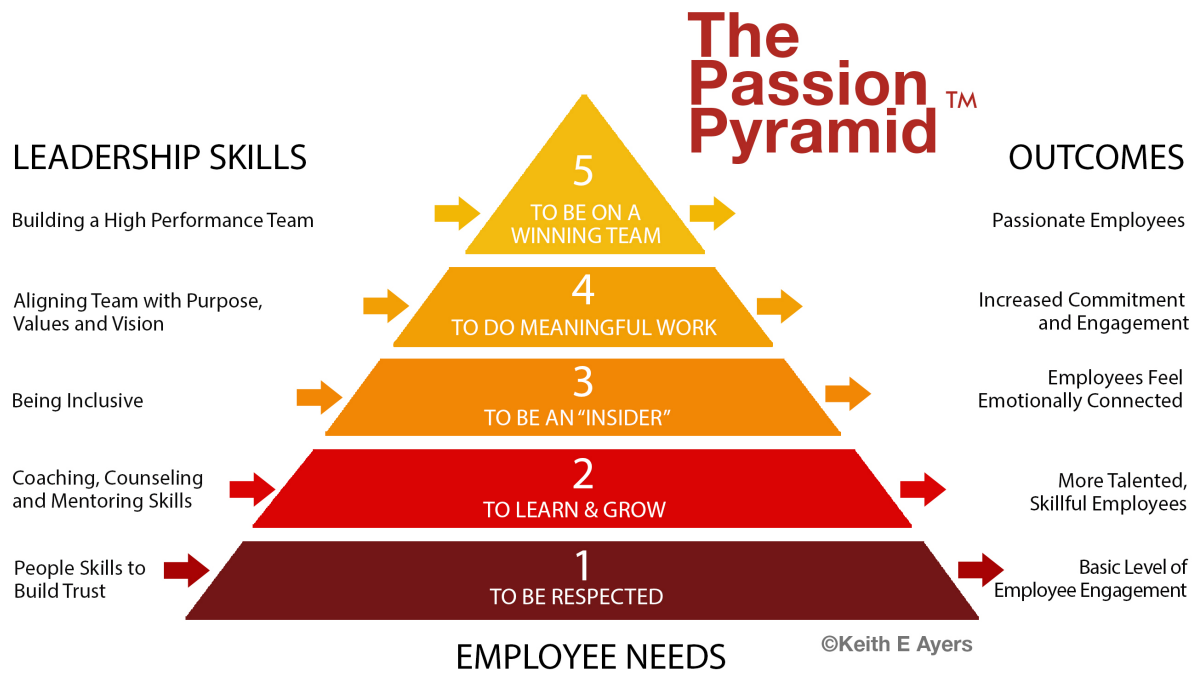 The
Passion
Pyramid TM
LEADERSHIP SKILLS
OUTCOMES
Building a High Performance Team
5
TO BE ON A
WINNING TEAM
Passionate Employees
Aligning Team with Purpose,
Values and Vision
4
TO DO MEANINGFUL WORK
Increased Commitment
and Engagement
Being Inclusive
3
TO BE AN “INSIDER”
Employees Feel
Emotionally Connected
Coaching, Counseling
and Mentoring Skills
2
TO LEARN & GROW
More Talented,
Skillful Employees
People Skills to
Build Trust
1
TO BE RESPECTED
Basic Level of
Employee Engagement
EMPLOYEE NEEDS
©Keith E Ayers